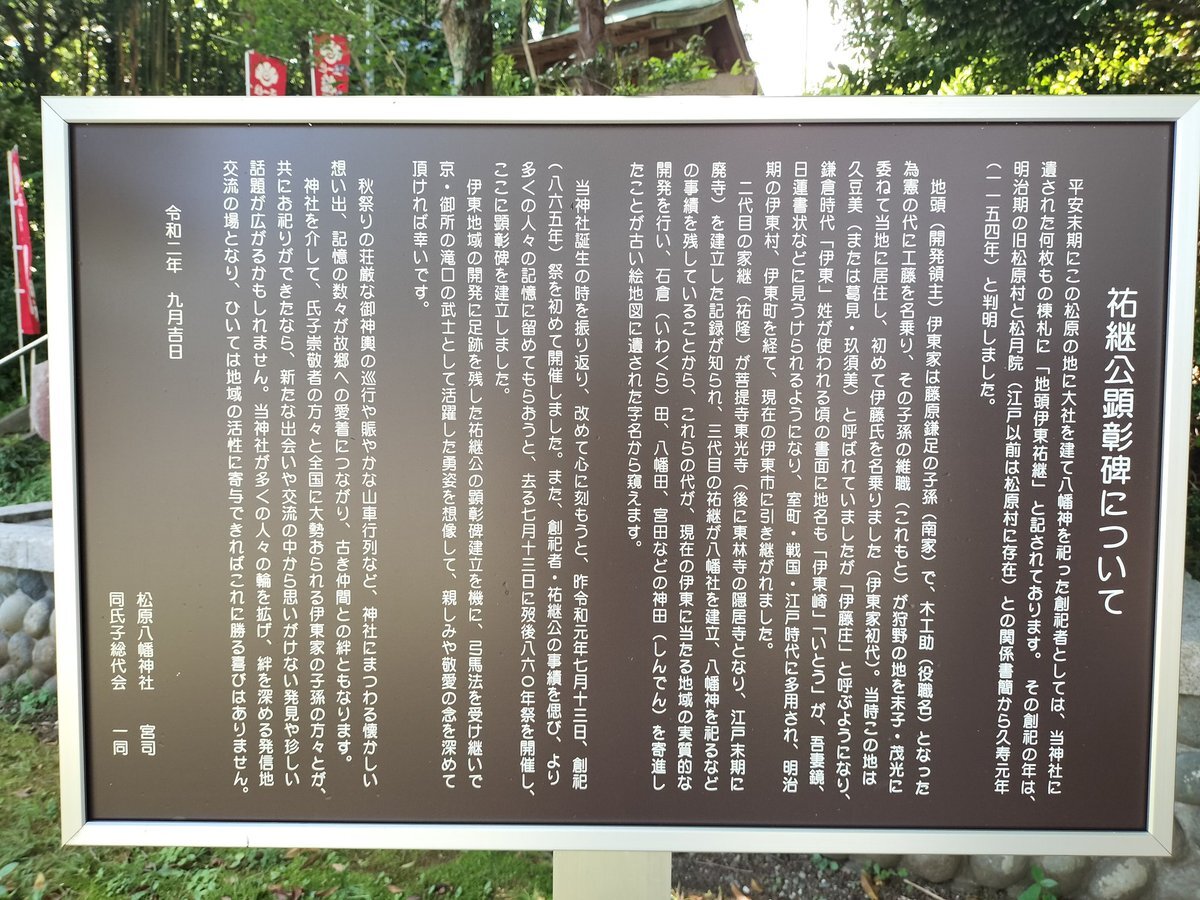 祐継公顕彰碑について
平安末期にこの松原の地に大社を建て八幡神を祀った創祀者としては、当神社に
遺された何枚もの棟札に「地頭伊東祐継」と記されております。その創祀の年は、
明治期の旧松原村と松月院（江戸以前は松原村に存在）との関係書簡から久寿元年
（一一五四年）と判明しました。
地頭（開発領主）伊東家は藤原鎌足の子孫（南家）で、木工助（役職名）となった
為憲の代に工藤を名乗り、その子孫の維職（これもと）が狩野の地を末子・茂光に
委ねて当地に居住し、初めて伊藤氏を名乗りました（伊東家初代）。当時この地は
久豆美（または葛見・玖須美）と呼ばれていましたが「伊藤庄」と呼ぶようになり、
鎌倉時代「伊東」姓が使われる頃の書面に地名も「伊東崎」「いとう」が、吾妻鏡、
日蓮書状などに見うけられるようになり、室町・戦国・江戸時代に多用され、明治
期の伊東村、伊東町を経て、現在の伊東市に引き継がれました。
二代目の家継（祐隆）が菩提寺東光寺（後に東林寺の隠居寺となり、江戸末期に
廃寺）を建立した記録が知られ、三代目の祐継が八幡社を建立、八幡神を祀るなど
の事績を残していることから、これらの代が、現在の伊東に当たる地域の実質的な
開発を行い、石倉（いわくら）田、八幡田、宮田などの神田（しんでん）を寄進し
たことが古い絵地図に遺された字名から窺えます。
当神社誕生の時を振り返り、改めて心に刻もうと、昨令和元年七月十三日、創祀
（八六五年）祭を初めて開催しました。また、創祀者・祐継公の事績を偲び、より
多くの人々の記憶に留めてもらおうと、去る七月十三日に歿後八六〇年祭を開催し、
ここに顕彰碑を建立しました。
伊東地域の開発に足跡を残した祐継公の顕彰碑建立を機に、弓馬法を受け継いで
京・御所の滝口の武士として活躍した勇姿を想像して、親しみや敬愛の念を深めて
頂ければ幸いです。
秋祭りの荘厳な御神輿の巡行や賑やかな山車行列など、神社にまつわる懐かしい
想い出、記憶の数々が故郷への愛着につながり、古き仲間との絆ともなります。
神社を介して、氏子崇敬者の方々と全国に大勢おられる伊東家の子孫の方々とが、
共にお祀りができたなら、新たな出会いや交流の中から思いがけない発見や珍しい
話題が広がるかもしれません。当神社が多くの人々の輪を拡げ、絆を深める発信地
交流の場となり、ひいては地域の活性に寄与できればこれに勝る喜びはありません。
令和二年 九月吉日
松原八幡神社 宮司
同氏子総代会 一同